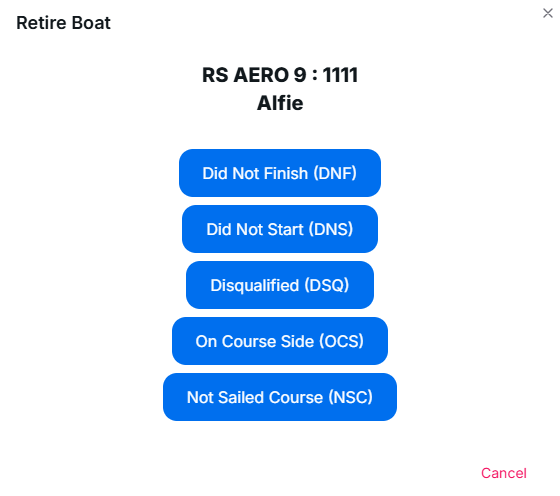 Retire Boat
RS AERO 9 : 1111
Alfie
Did Not Finish (DNF)
Did Not Start (DNS)
Disqualified (DSQ)
On Course Side (OCS)
Not Sailed Course (NSC)
Cancel